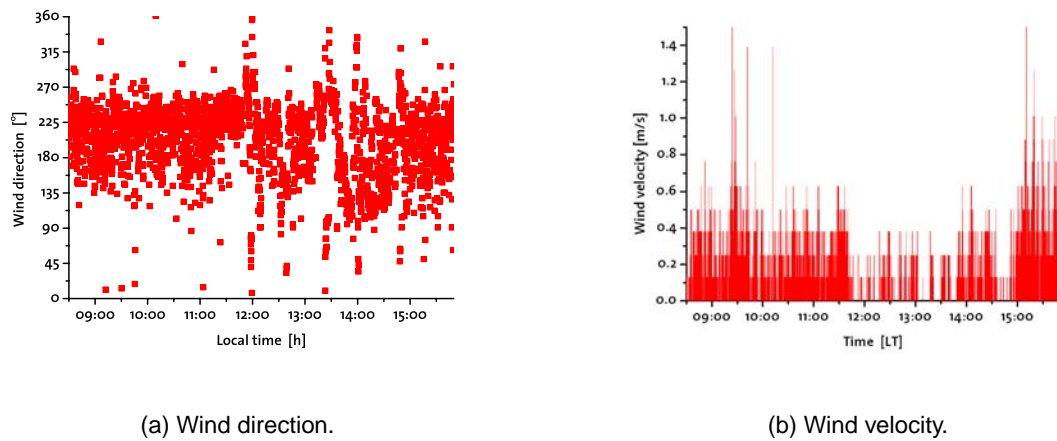 360
315
270
225
180
135
90
45
0
Wind direction [°]
09:00 10:00 11:00 12:00 13:00 14:00 15:00
Local time [h]
(a) Wind direction.
1.4
1.2
1.0
0.8
0.6
0.4
0.2
0.0
Wind velocity [m/s]
09:00 10:00 11:00 12:00 13:00 14:00 15:00
Time [LT]
(b) Wind velocity.